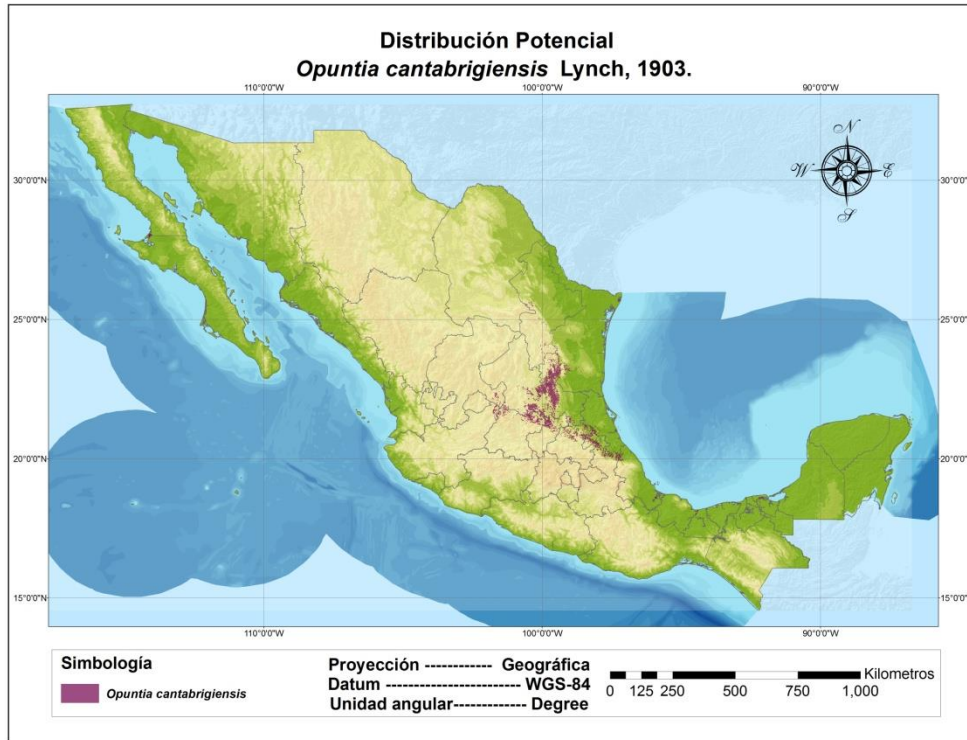 Distribución Potencial
Opuntia cantabrigiensis Lynch, 1903.
110°0'0"W 100°0'0"W 90°0'0"W
N
W E
S
30°0'0"N 30°0'0"N
25°0'0"N 25°0'0"N
20°0'0"N 20°0'0"N
15°0'0"N 15°0'0"N
110°0'0"W 100°0'0"W 90°0'0"W
Simbología
Opuntia cantabrigiensis
Proyección ------------ Geográfica
Datum ---------------------- WGS-84
Unidad angular------------- Degree
Kilometros
0 125 250 500 750 1,000